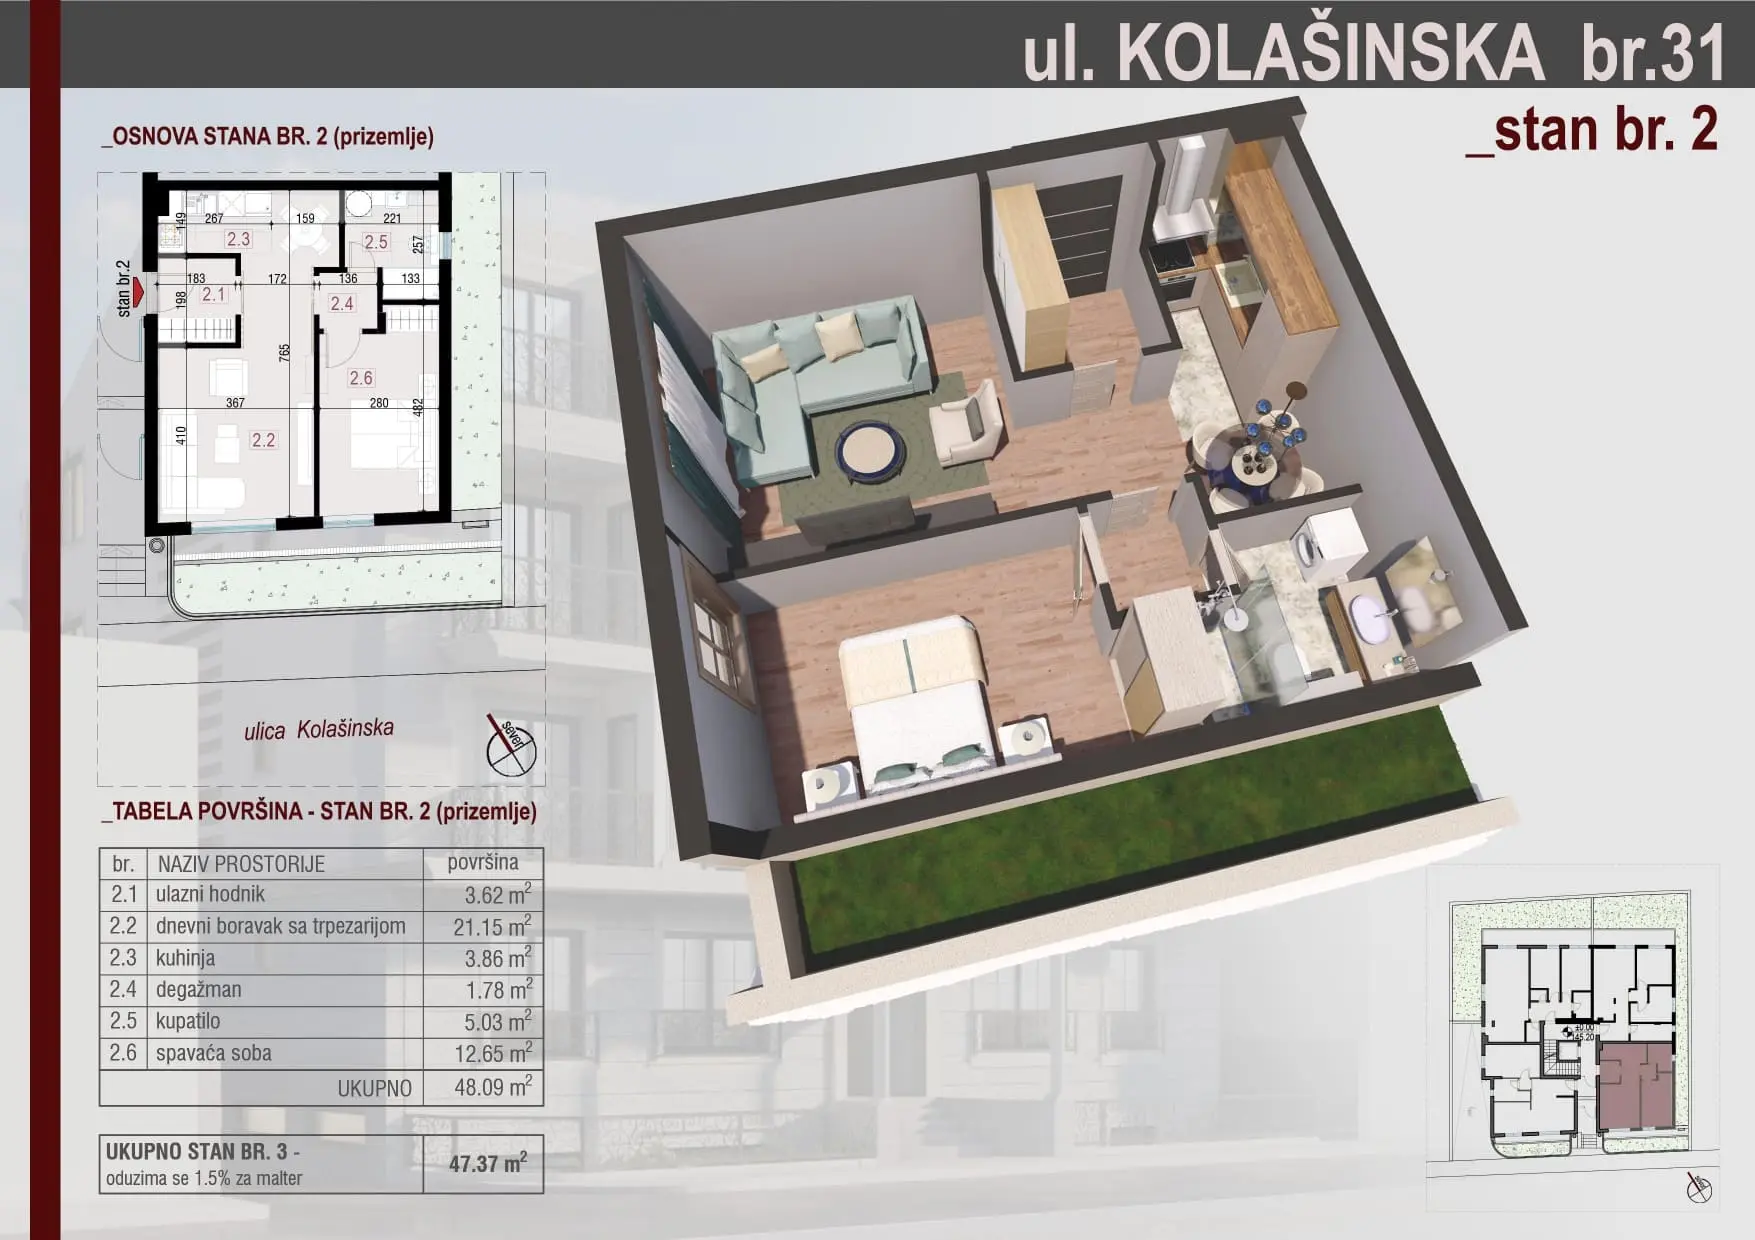 ul. KOLAŠINSKA br.31
_stan br. 2
_OSNOVA STANA BR. 2 (prizemlje)
149
267
159
221
2.3
2.5
257
stan br.2
183
172
136
133
2.1
198
2.4
765
2.6
367
280
482
410
2.2
ulica Kolašinska
sever
_TABELA POVRŠINA - STAN BR. 2 (prizemlje)
br. NAZIV PROSTORIJE površina
2.1 ulazni hodnik 3.62 m²
2.2 dnevni boravak sa trpezarijom 21.15 m²
2.3 kuhinja 3.86 m²
2.4 degažman 1.78 m²
2.5 kupatilo 5.03 m²
2.6 spavaća soba 12.65 m²
UKUPNO 48.09 m²
UKUPNO STAN BR. 3 -
oduzima se 1.5% za malter
47.37 m²
±0.00